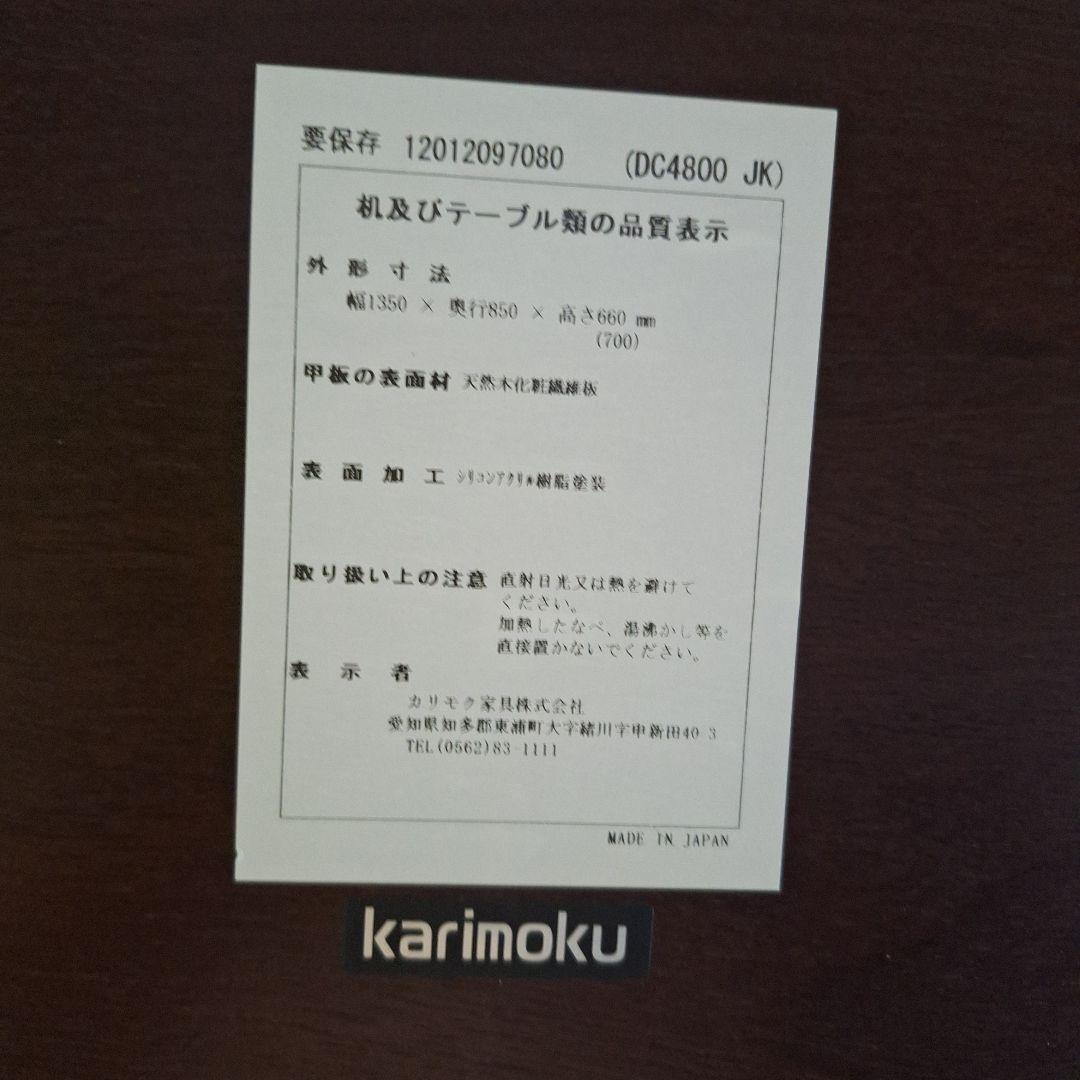 要保存 12012097080 (DC4800 JK)
机及びテーブル類の品質表示
外形寸法
幅1350 × 奥行850 × 高さ660 mm
(700)
甲板の表面材 天然木化粧繊維板
表面加工 ｼﾘｺﾝアクリル樹脂塗装
取り扱い上の注意 直射日光又は熱を避けて
ください。
加熱したなべ、湯沸かし等を
直接置かないでください。
表示者
カリモク家具株式会社
愛知県知多郡東浦町大字緒川字申新田40-3
TEL(0562)83-1111
MADE IN JAPAN
karimoku